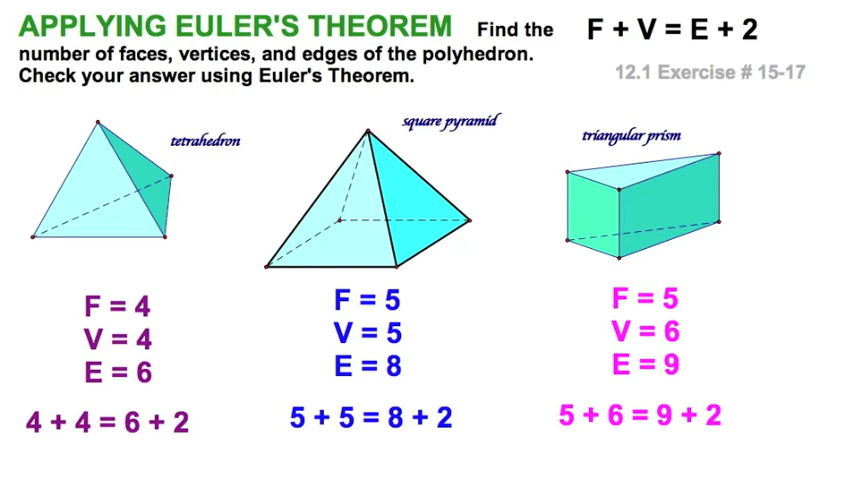 APPLYING EULER'S THEOREM Find the
number of faces, vertices, and edges of the polyhedron.
Check your answer using Euler's Theorem.
F + V = E + 2
12.1 Exercise # 15-17
tetrahedron
square pyramid
triangular prism
F = 4
V = 4
E = 6
4 + 4 = 6 + 2
F = 5
V = 5
E = 8
5 + 5 = 8 + 2
F = 5
V = 6
E = 9
5 + 6 = 9 + 2